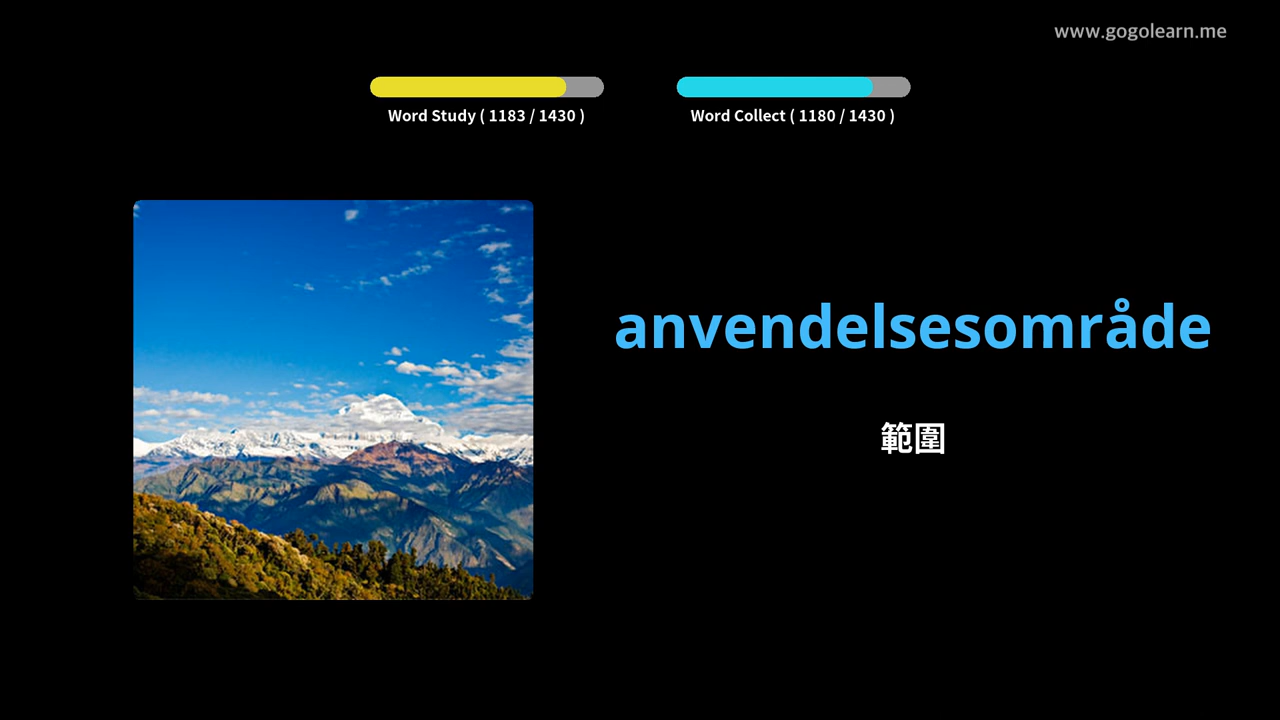 www.gogolearn.me
Word Study ( 1183 / 1430 )
Word Collect ( 1180 / 1430 )
anvendelsesområde
範圍